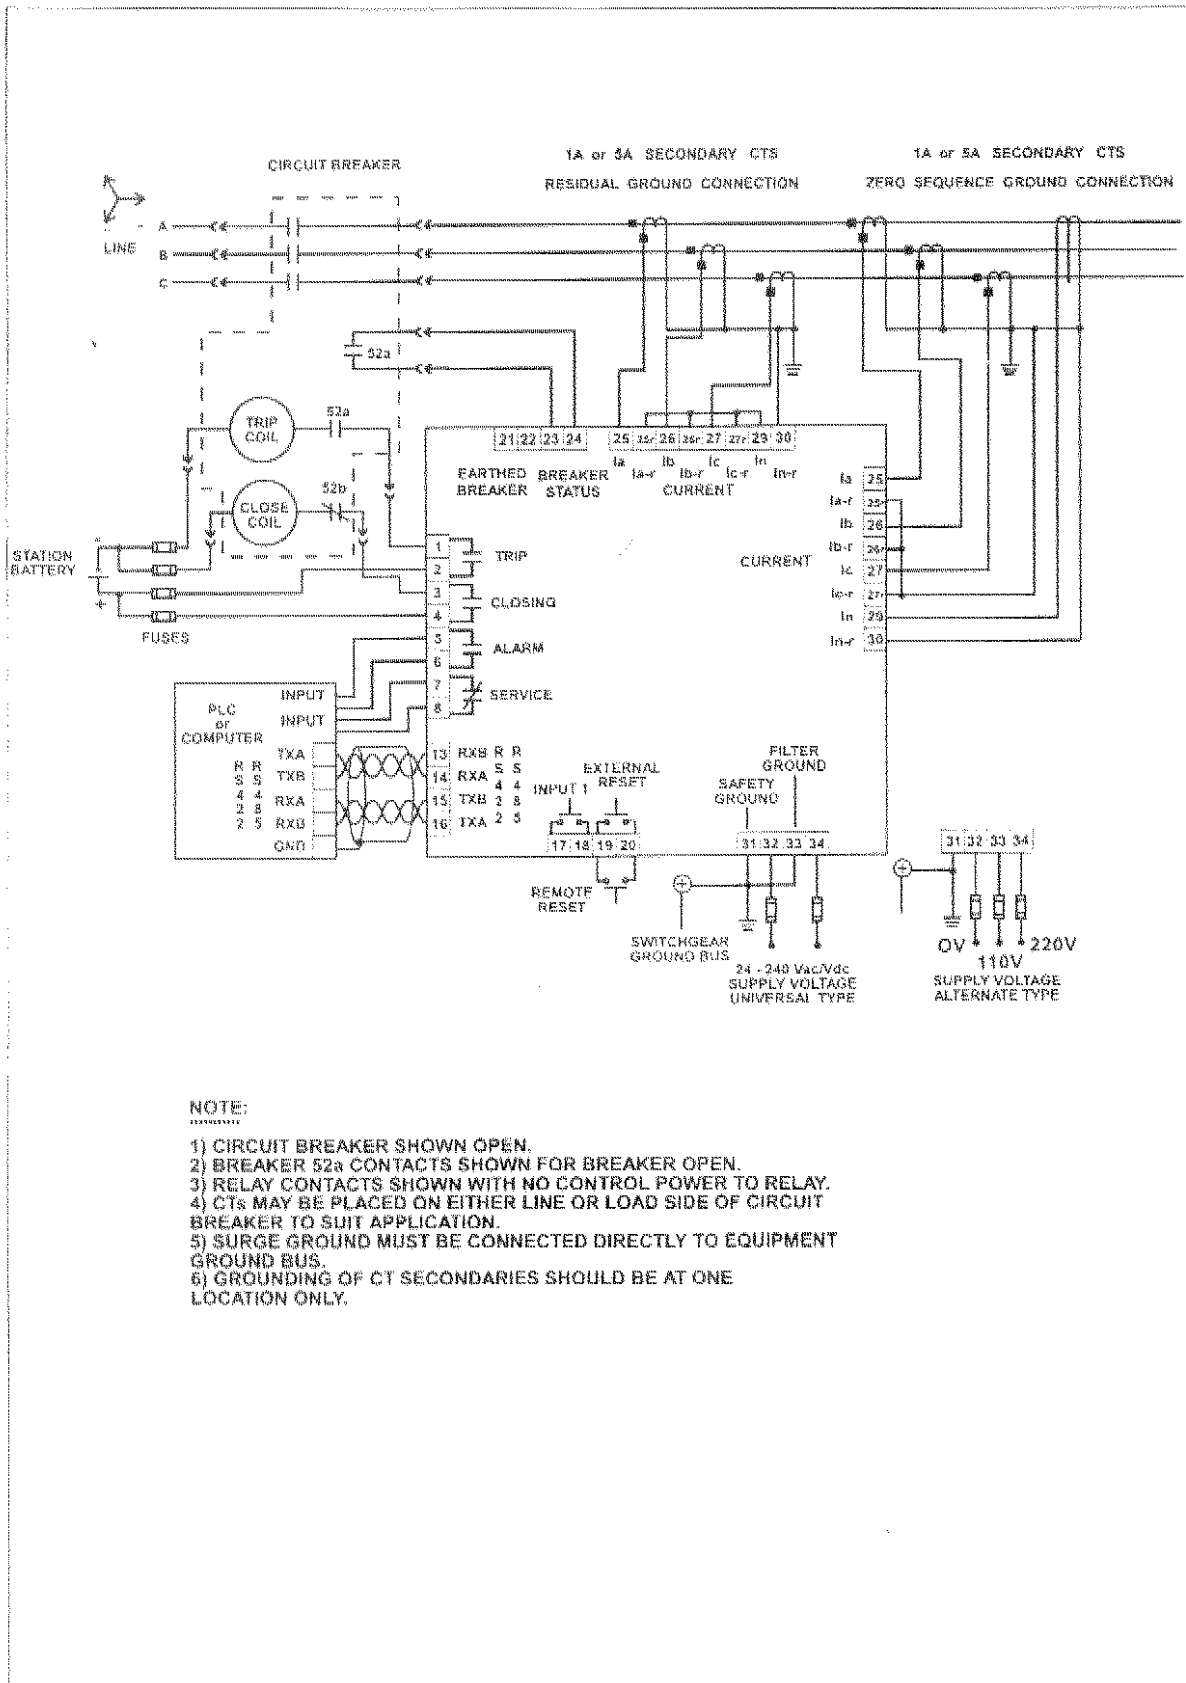 1A or 5A SECONDARY CTS
1A or 5A SECONDARY CTS
CIRCUIT BREAKER
RESIDUAL GROUND CONNECTION
ZERO SEQUENCE GROUND CONNECTION
A
LINE
B
C
52a
52a
TRIP
COIL
21 22 23 24
25 25r 26 26r 27 27r 29 30
Ia Ib Ic In
Ia-r Ib-r Ic-r In-r
EARTHED
BREAKER
BREAKER
STATUS
CURRENT
52b
CLOSE
COIL
STATION
BATTERY
+
FUSES
1
2
TRIP
3
4
CLOSING
5
6
ALARM
7
8
SERVICE
CURRENT
Ia 25
Ia-r 25r
Ib 26
Ib-r 26r
Ic 27
Ic-r 27r
In 29
In-r 30
PLC
or
COMPUTER
INPUT
INPUT
TXA
TXB
RXA
RXB
GND
R R
S S
4 4
2 8
2 5
13 RXB
14 RXA
15 TXB
16 TXA
R R
S S
4 4
2 8
2 5
INPUT 1
EXTERNAL
RESET
17 18 19 20
REMOTE
RESET
FILTER
GROUND
SAFETY
GROUND
31 32 33 34
31 32 33 34
SWITCHGEAR
GROUND BUS
24 - 240 Vac/Vdc
SUPPLY VOLTAGE
UNIVERSAL TYPE
0V
110V
220V
SUPPLY VOLTAGE
ALTERNATE TYPE
NOTE:
1) CIRCUIT BREAKER SHOWN OPEN.
2) BREAKER 52a CONTACTS SHOWN FOR BREAKER OPEN.
3) RELAY CONTACTS SHOWN WITH NO CONTROL POWER TO RELAY.
4) CTs MAY BE PLACED ON EITHER LINE OR LOAD SIDE OF CIRCUIT
BREAKER TO SUIT APPLICATION.
5) SURGE GROUND MUST BE CONNECTED DIRECTLY TO EQUIPMENT
GROUND BUS.
6) GROUNDING OF CT SECONDARIES SHOULD BE AT ONE
LOCATION ONLY.